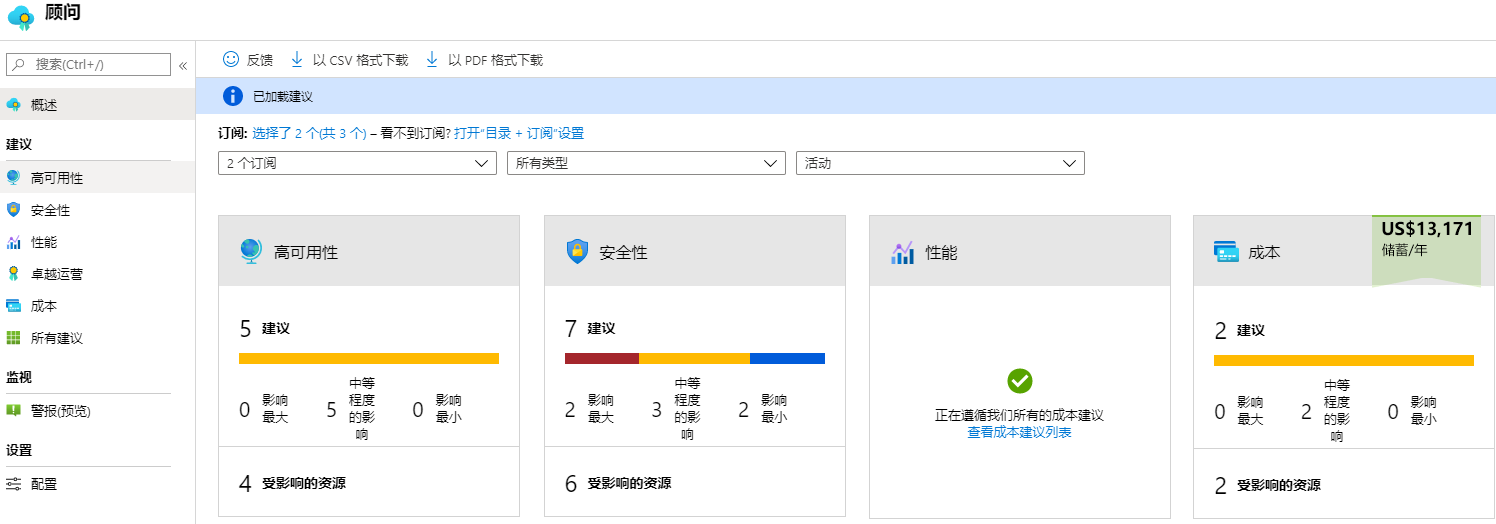 顾问
搜索(Ctrl+/)
«
概述
建议
高可用性
安全性
性能
卓越运营
成本
所有建议
监视
警报(预览)
设置
配置
反馈
以 CSV 格式下载
以 PDF 格式下载
已加载建议
订阅: 选择了 2 个(共 3 个) – 看不到订阅? 打开“目录 + 订阅”设置
2 个订阅
所有类型
活动
高可用性
5 建议
0 影响最大
5 中等程度的影响
0 影响最小
4 受影响的资源
安全性
7 建议
2 影响最大
3 中等程度的影响
2 影响最小
6 受影响的资源
性能
正在遵循我们所有的成本建议
查看成本建议列表
成本
US$13,171
储蓄/年
2 建议
0 影响最大
2 中等程度的影响
0 影响最小
2 受影响的资源